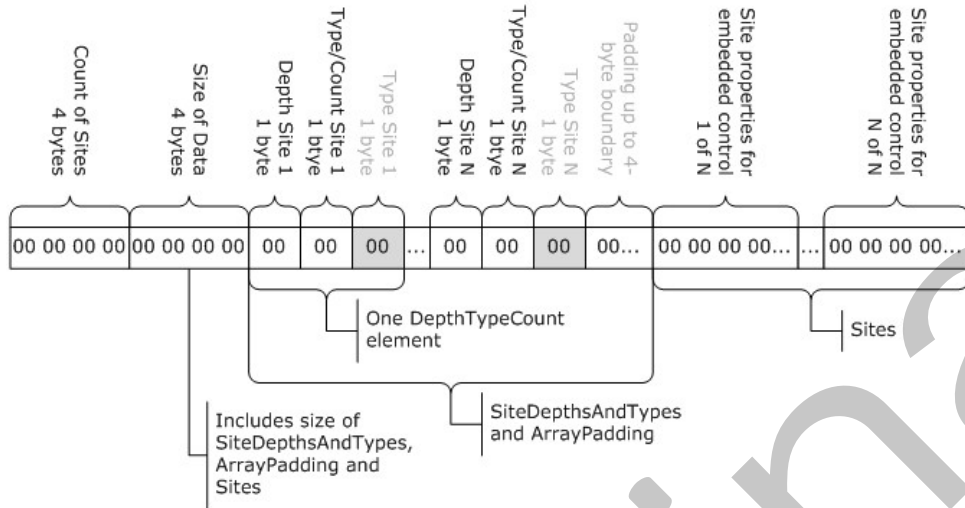 Count of Sites
4 bytes
Size of Data
4 bytes
Depth Site 1
1 byte
Type/Count Site 1
1 btye
Type Site 1
1 byte
Depth Site N
1 byte
Type/Count Site N
1 btye
Type Site N
1 byte
Padding up to 4-
byte boundary
Site properties for
embedded control
1 of N
Site properties for
embedded control
N of N
00 00 00 00 00 00 00 00 00 00 00 ... 00 00 00 00... 00 00 00 00... ... 00 00 00 00...
One DepthTypeCount
element
Sites
Includes size of
SiteDepthsAndTypes,
ArrayPadding and
Sites
SiteDepthsAndTypes
and ArrayPadding